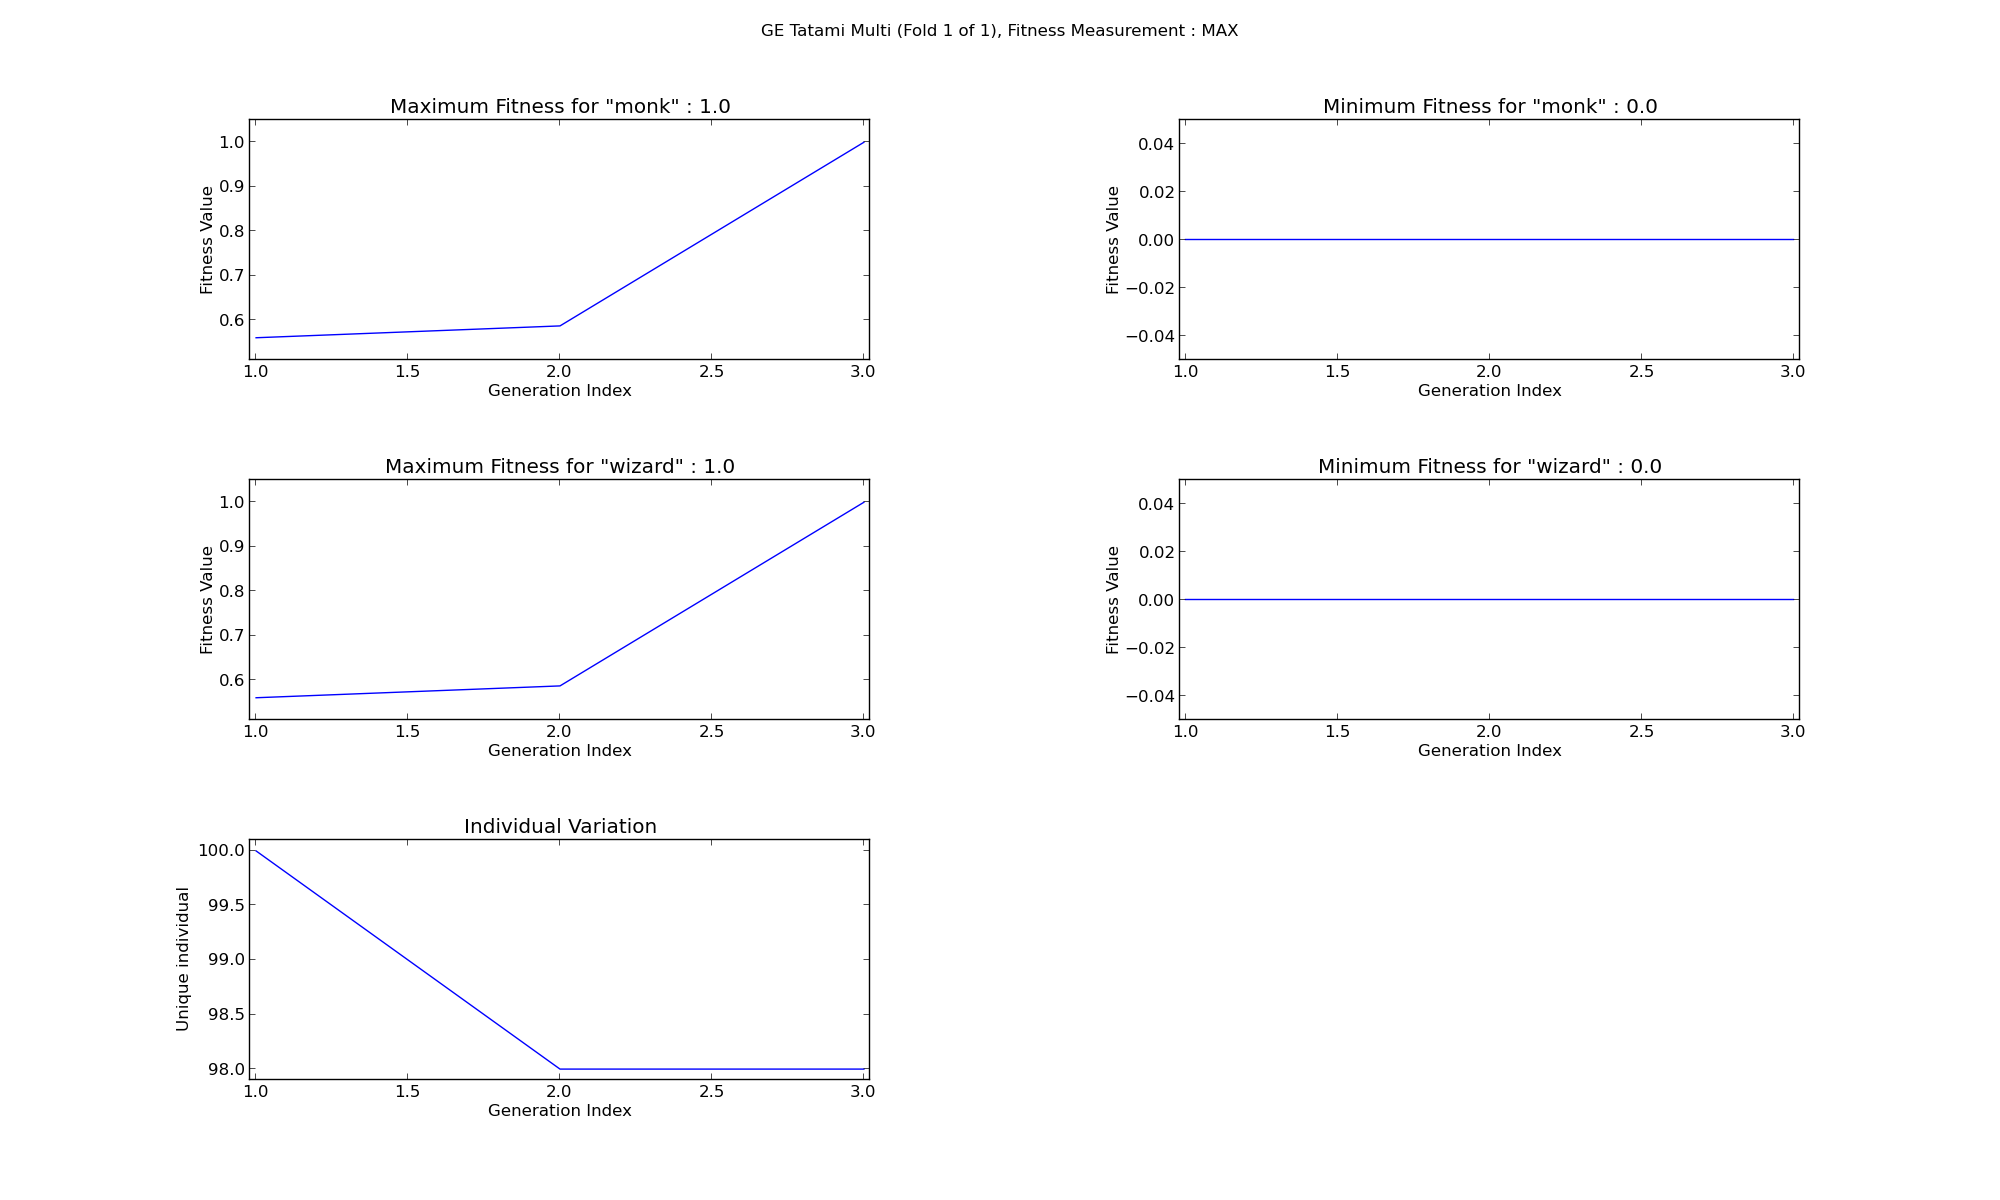 GE Tatami Multi (Fold 1 of 1), Fitness Measurement : MAX
Maximum Fitness for "monk" : 1.0
Fitness Value
1.0
0.9
0.8
0.7
0.6
1.0 1.5 2.0 2.5 3.0
Generation Index
Minimum Fitness for "monk" : 0.0
Fitness Value
0.04
0.02
0.00
−0.02
−0.04
1.0 1.5 2.0 2.5 3.0
Generation Index
Maximum Fitness for "wizard" : 1.0
Fitness Value
1.0
0.9
0.8
0.7
0.6
1.0 1.5 2.0 2.5 3.0
Generation Index
Minimum Fitness for "wizard" : 0.0
Fitness Value
0.04
0.02
0.00
−0.02
−0.04
1.0 1.5 2.0 2.5 3.0
Generation Index
Individual Variation
Unique individual
100.0
99.5
99.0
98.5
98.0
1.0 1.5 2.0 2.5 3.0
Generation Index